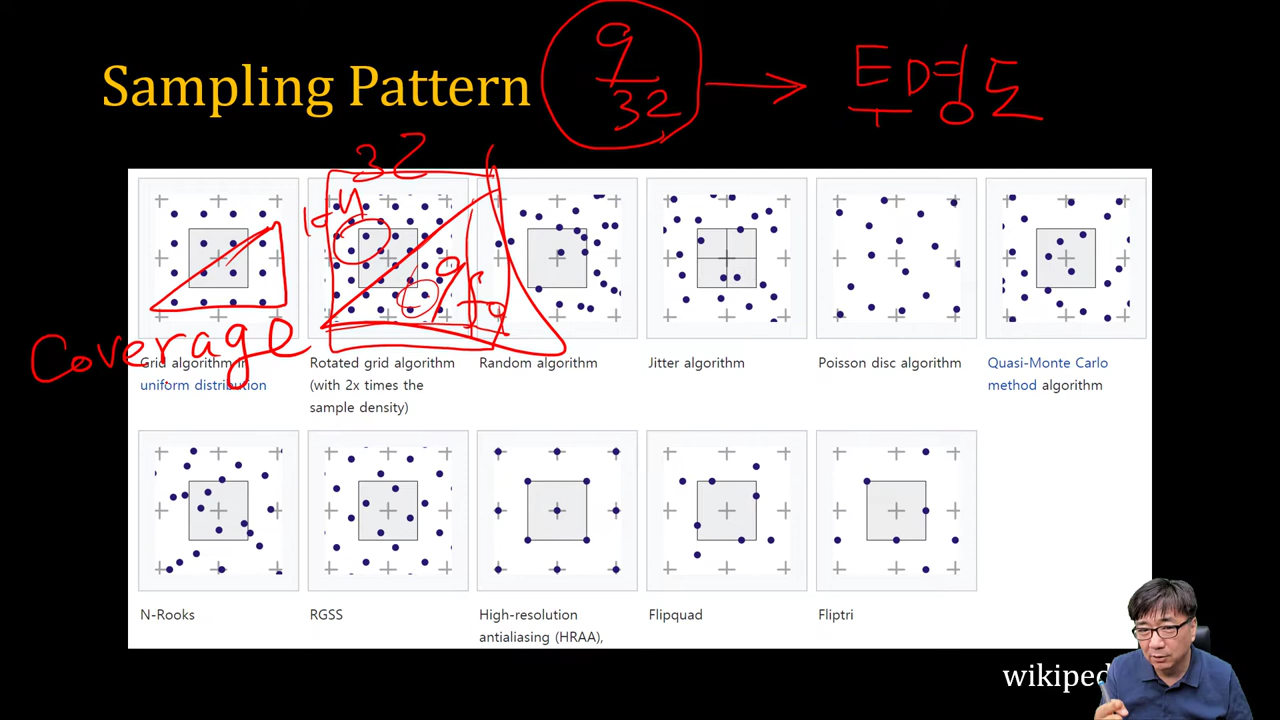 Sampling Pattern
9
32
투명도
32
Coverage
Grid algorithm in
uniform distribution
Rotated grid algorithm
(with 2x times the
sample density)
Random algorithm
Jitter algorithm
Poisson disc algorithm
Quasi-Monte Carlo
method algorithm
N-Rooks
RGSS
High-resolution
antialiasing (HRAA),
Flipquad
Fliptri